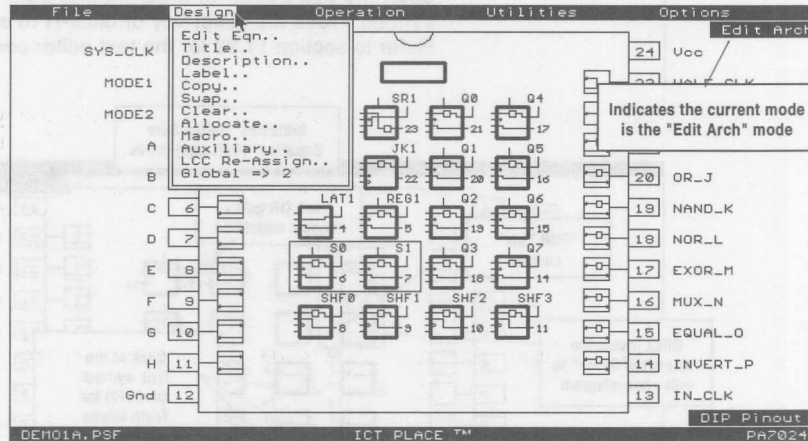 File Design Operation Utilities Options
Edit Arch
Edit Eqn..
Title..
Description..
Label..
Copy..
Swap..
Clear..
Allocate..
Macro..
Auxiliary..
LCC Re-Assign..
Global => 2
SYS_CLK
MODE1
MODE2
A
C 6
D 7
E 8
F 9
G 10
H 11
Gnd 12
SR1 Q0 Q4
23 21 17
JK1 Q1 Q5
22 20 16
LAT1 REG1 Q2 Q6
4 5 19 15
S0 S1 Q3 Q7
6 7 18 14
SHF0 SHF1 SHF2 SHF3
8 9 10 11
24 Vcc
Indicates the current mode
is the "Edit Arch" mode
20 OR_J
19 NAND_K
18 NOR_L
17 EXOR_M
16 MUX_N
15 EQUAL_O
14 INVERT_P
13 IN_CLK
DIP Pinout
DEMO1A.PSF ICT PLACE TM PA7024